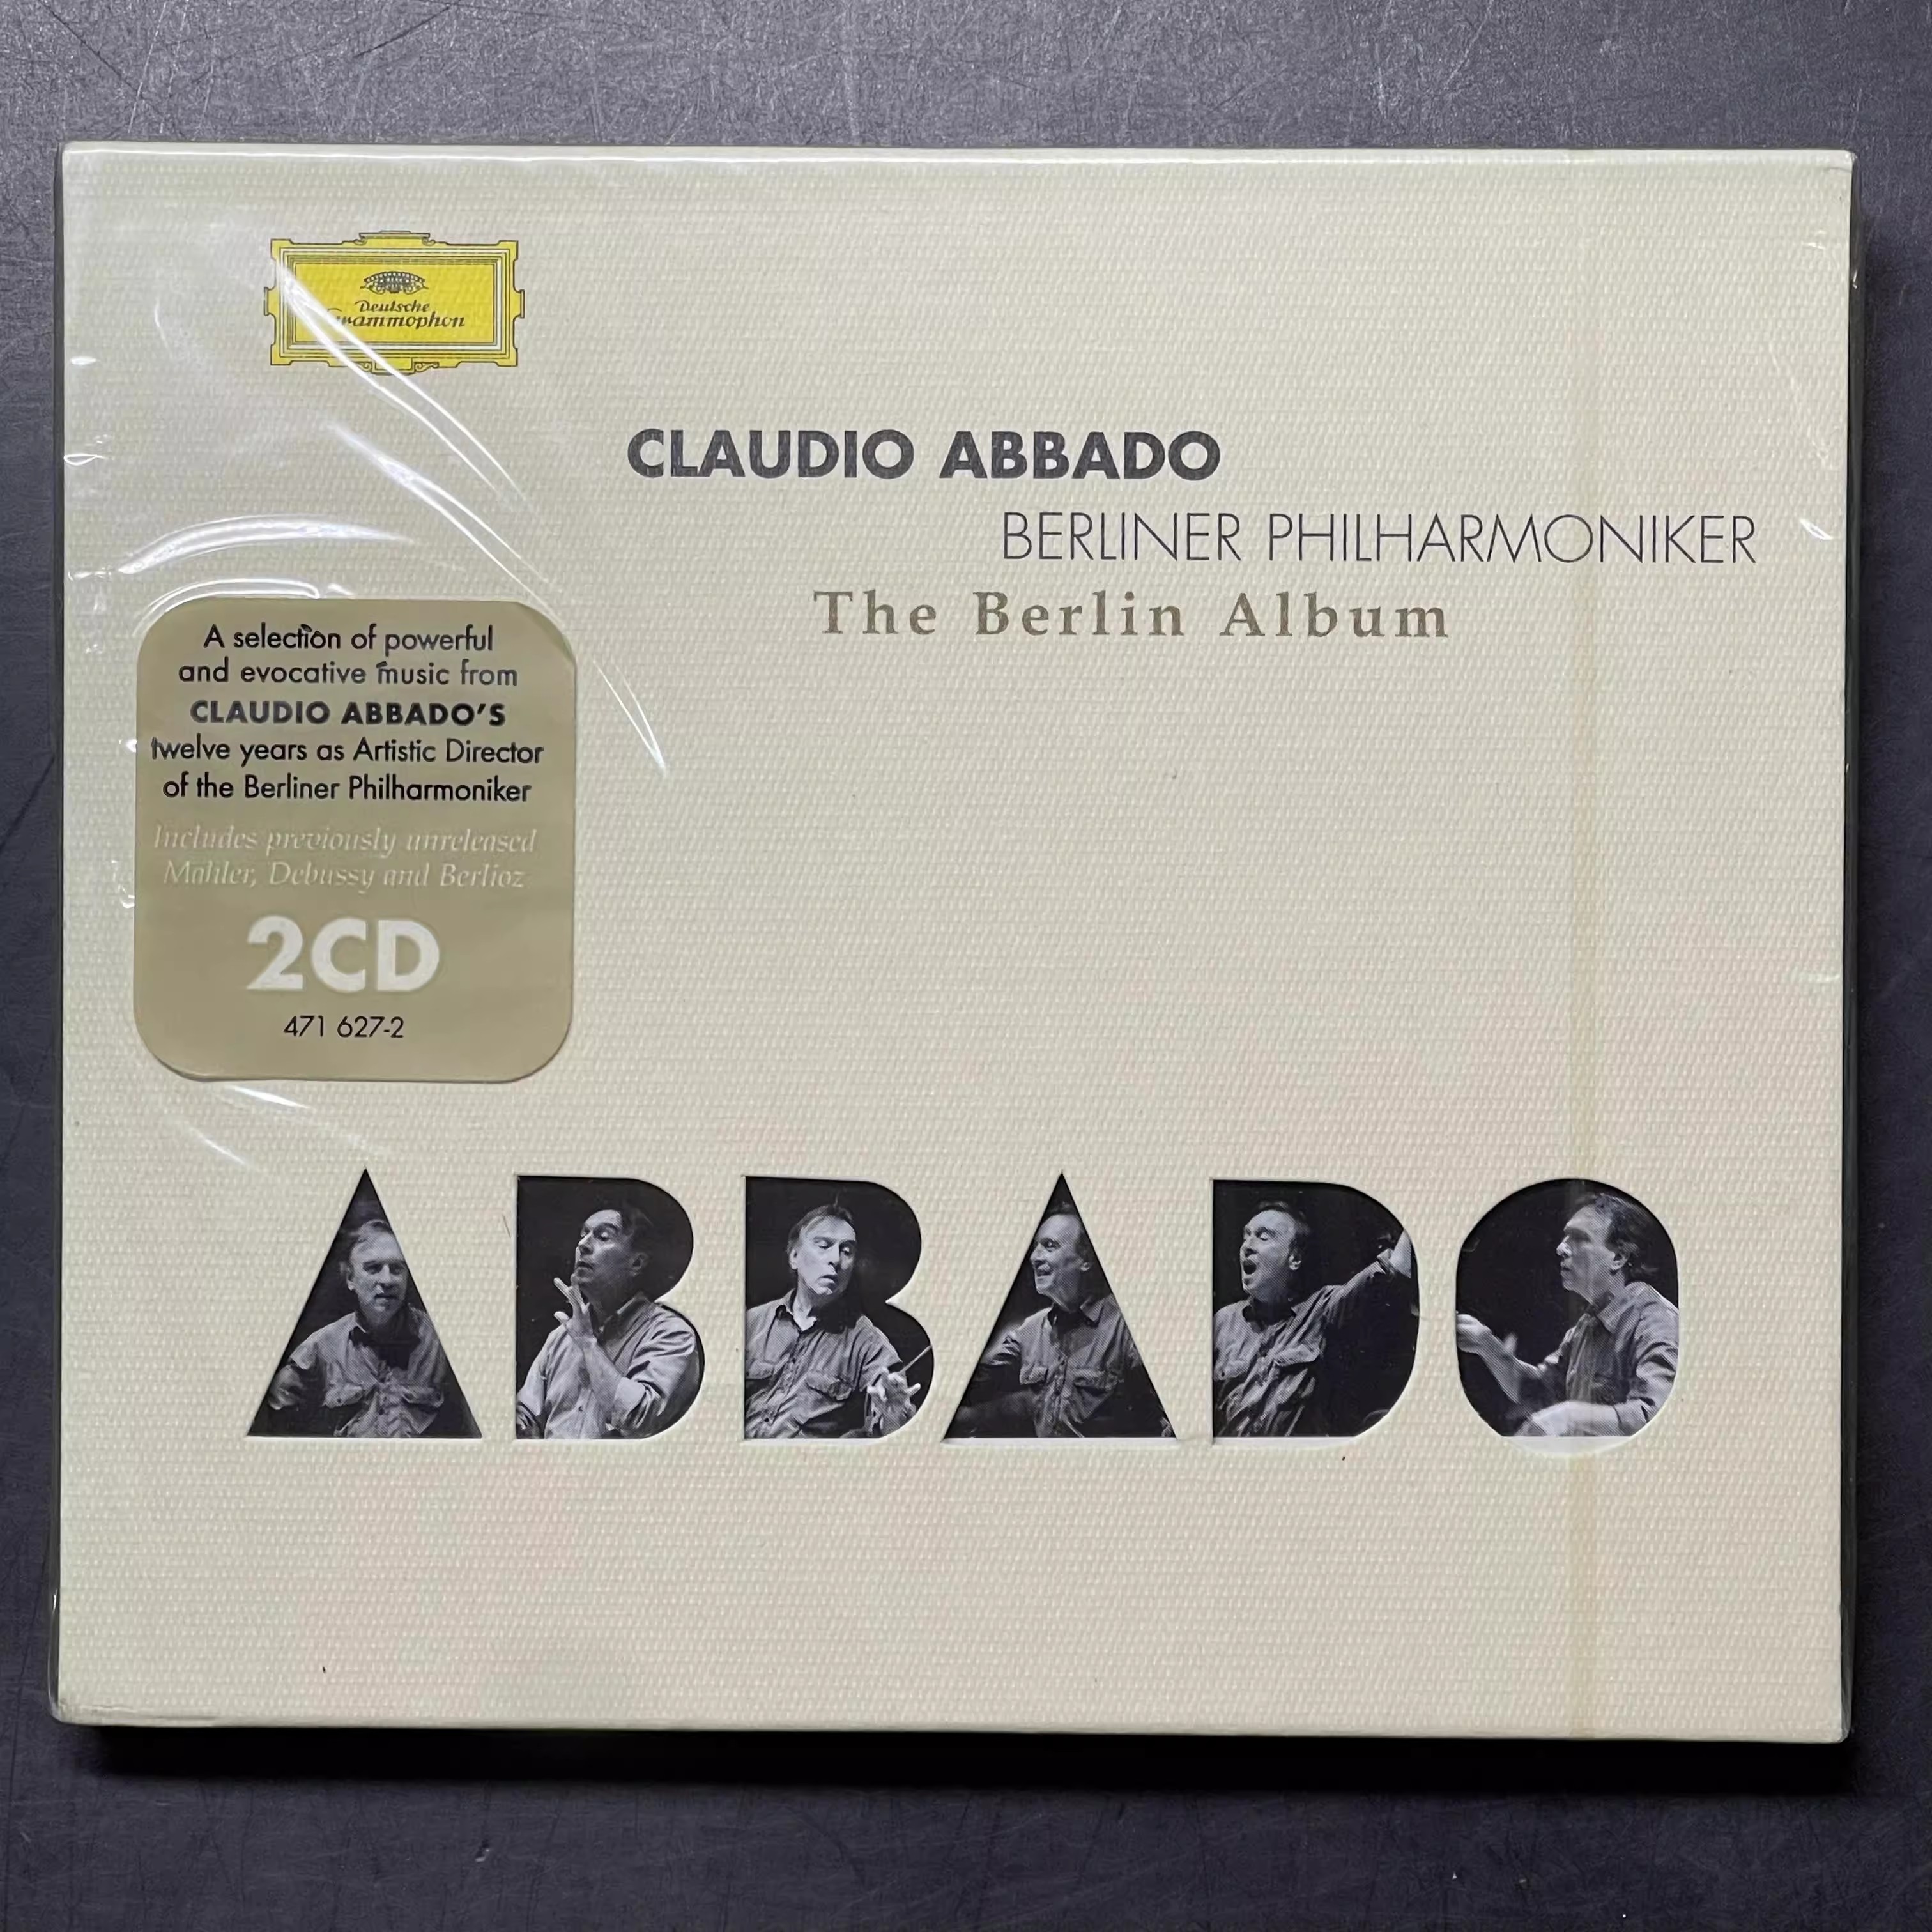 Deutsche
Grammophon
CLAUDIO ABBADO
BERLINER PHILHARMONIKER
The Berlin Album
A selection of powerful
and evocative music from
CLAUDIO ABBADO'S
twelve years as Artistic Director
of the Berliner Philharmoniker
Includes previously unreleased
Mahler, Debussy and Berlioz
2CD
471 627-2
ABBADO